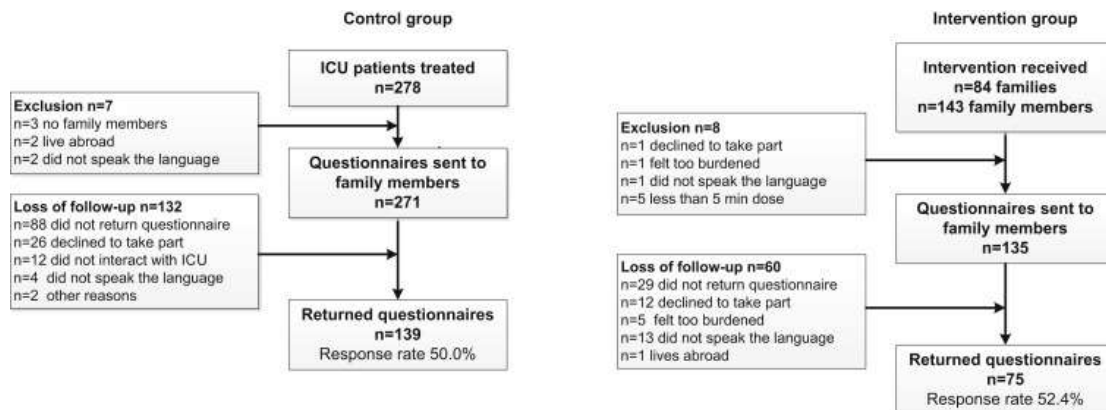 Control group
ICU patients treated
n=278
Exclusion n=7
n=3 no family members
n=2 live abroad
n=2 did not speak the language
Questionnaires sent to
family members
n=271
Loss of follow-up n=132
n=88 did not return questionnaire
n=26 declined to take part
n=12 did not interact with ICU
n=4 did not speak the language
n=2 other reasons
Returned questionnaires
n=139
Response rate 50.0%
Intervention group
Intervention received
n=84 families
n=143 family members
Exclusion n=8
n=1 declined to take part
n=1 felt too burdened
n=1 did not speak the language
n=5 less than 5 min dose
Questionnaires sent to
family members
n=135
Loss of follow-up n=60
n=29 did not return questionnaire
n=12 declined to take part
n=5 felt too burdened
n=13 did not speak the language
n=1 lives abroad
Returned questionnaires
n=75
Response rate 52.4%